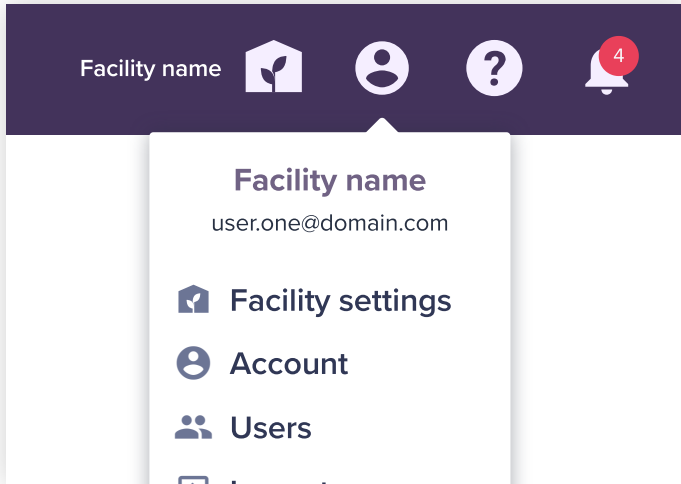 Facility name
4
Facility name
user.one@domain.com
Facility settings
Account
Users